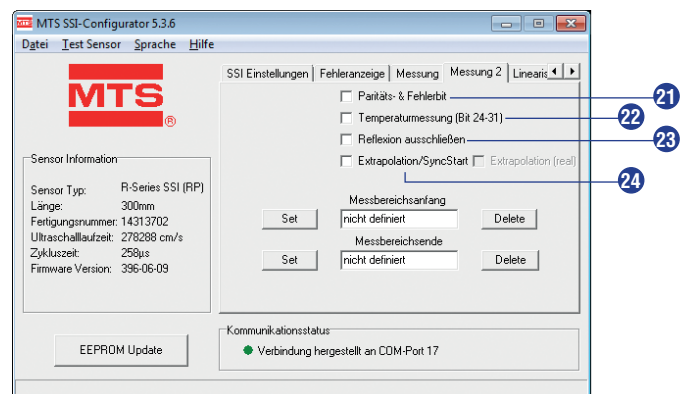 MTS SSI-Configurator 5.3.6
Datei Test Sensor Sprache Hilfe
MTS
®
SSI Einstellungen Fehleranzeige Messung Messung 2 Linearis
Paritäts- & Fehlerbit 21
Temperaturmessung (Bit 24-31) 22
Reflexion ausschließen 23
Extrapolation/SyncStart Extrapolation (real)
24
Sensor Information
Sensor Typ: R-Series SSI (RP)
Länge: 300mm
Fertigungsnummer: 14313702
Ultraschalllaufzeit: 278288 cm/s
Zykluszeit: 258µs
Firmware Version: 396-06-09
Messbereichsanfang
Set nicht definiert Delete
Messbereichsende
Set nicht definiert Delete
EEPROM Update
Kommunikationsstatus
Verbindung hergestellt an COM-Port 17